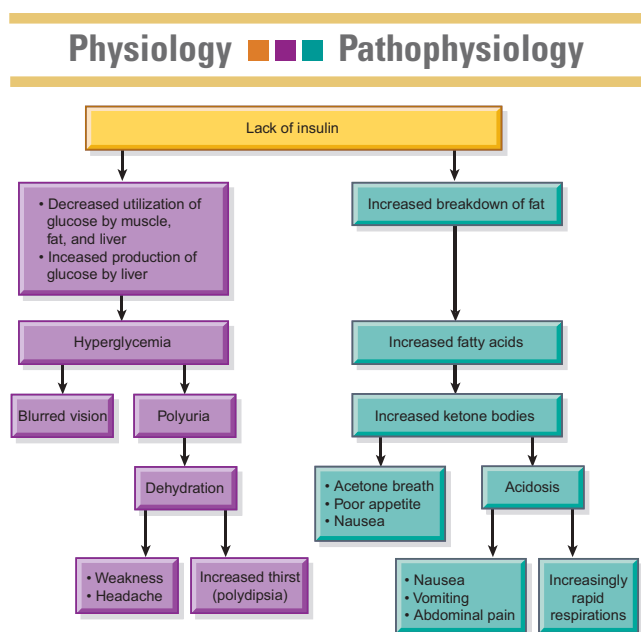 Physiology Pathophysiology
Lack of insulin
• Decreased utilization of
glucose by muscle,
fat, and liver
• Inceased production of
glucose by liver
Increased breakdown of fat
Hyperglycemia
Increased fatty acids
Blurred vision
Polyuria
Increased ketone bodies
Dehydration
• Acetone breath
• Poor appetite
• Nausea
Acidosis
• Weakness
• Headache
Increased thirst
(polydipsia)
• Nausea
• Vomiting
• Abdominal pain
Increasingly
rapid
respirations